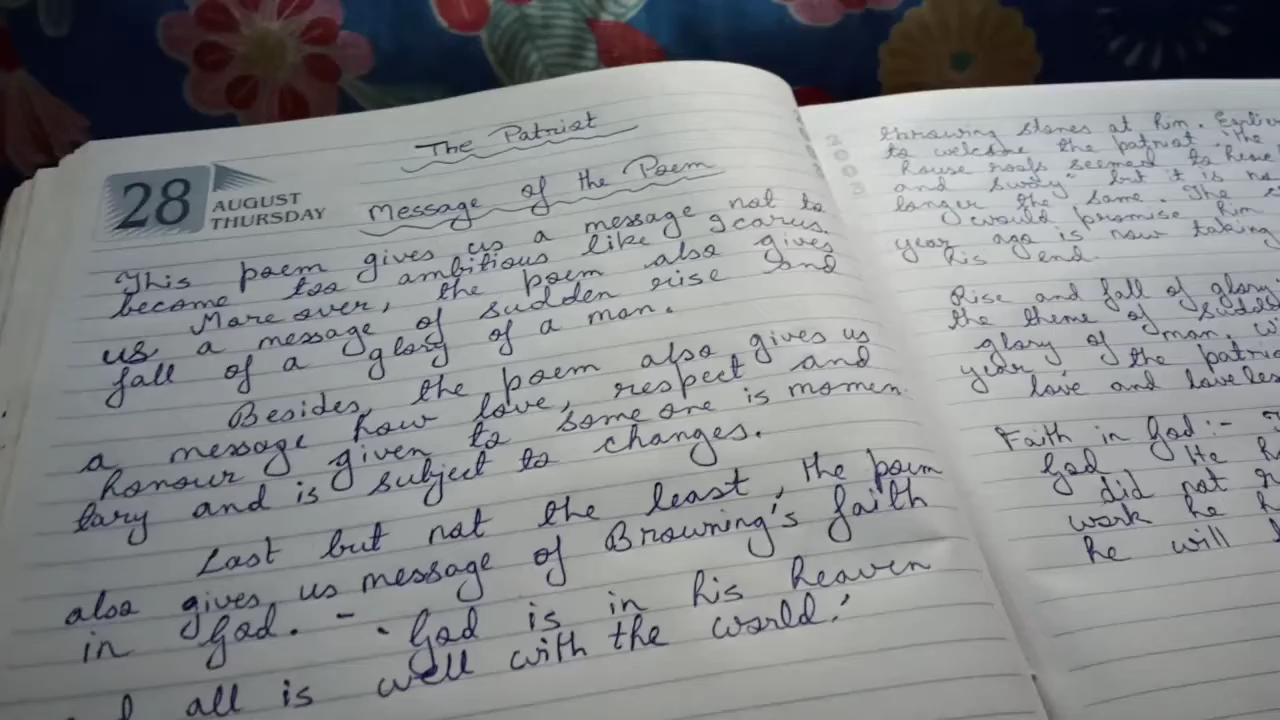 The Patriot
28
AUGUST
THURSDAY
Message of the Poem
This poem gives us a message not to
become too ambitious like Icarus.
More over, the poem also gives
us a message of sudden rise and
fall of a glory of a man.
Besides, the poem also gives us
a message how love, respect and
honour given to some one is momen
tary and is subject to changes.
Last but not the least, the poem
also gives us message of Browning's faith
in God. - 'God is in his heaven
all is well with the world.'
throwing stones at him.
to welcome the patriot "the
house roofs seemed to heave
and sway" but it is no
longer the same. The
would promise him
year ago is now taking
his end.
Rise and fall of glory
the theme of
glory of man.
year the
love and
Faith in God:-
God He
did not
work he
he will